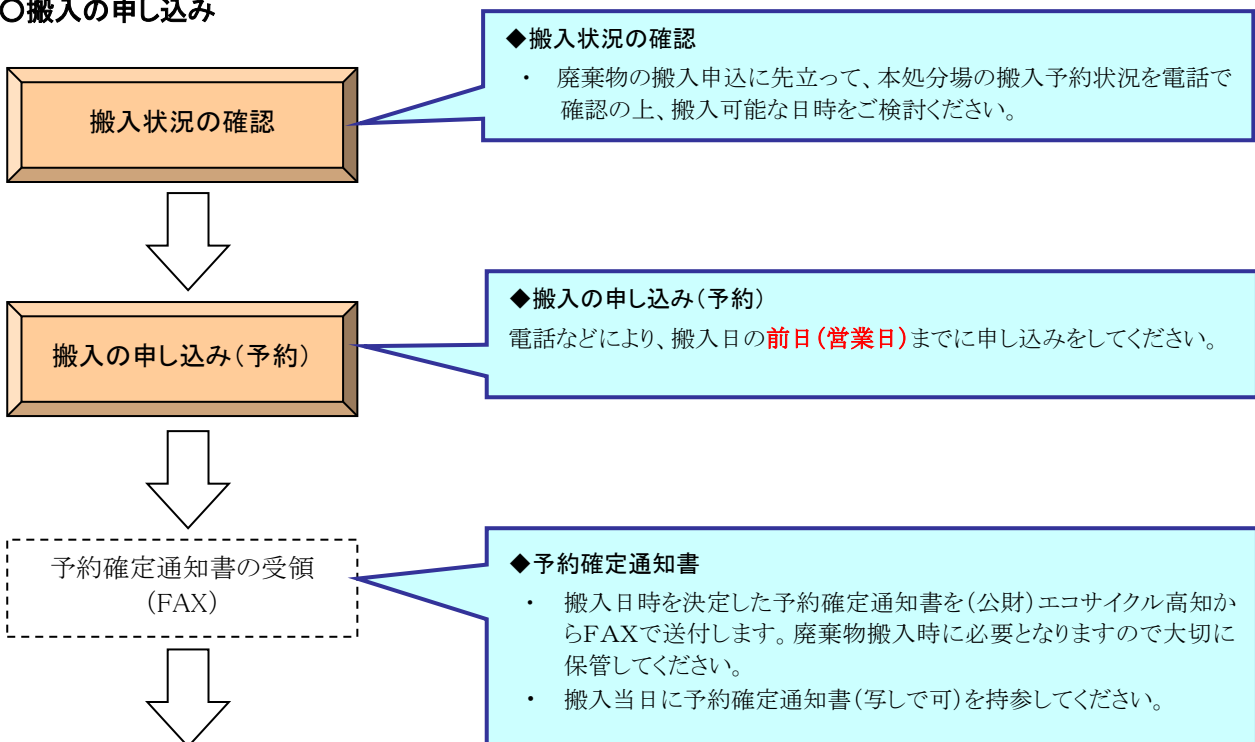 〇搬入の申し込み
◆搬入状況の確認
・ 廃棄物の搬入申込に先立って、本処分場の搬入予約状況を電話で
確認の上、搬入可能な日時をご検討ください。
搬入状況の確認
◆搬入の申し込み(予約)
電話などにより、搬入日の前日(営業日)までに申し込みをしてください。
搬入の申し込み(予約)
予約確定通知書の受領
(FAX)
◆予約確定通知書
・ 搬入日時を決定した予約確定通知書を(公財)エコサイクル高知か
らFAXで送付します。廃棄物搬入時に必要となりますので大切に
保管してください。
・ 搬入当日に予約確定通知書(写しで可)を持参してください。